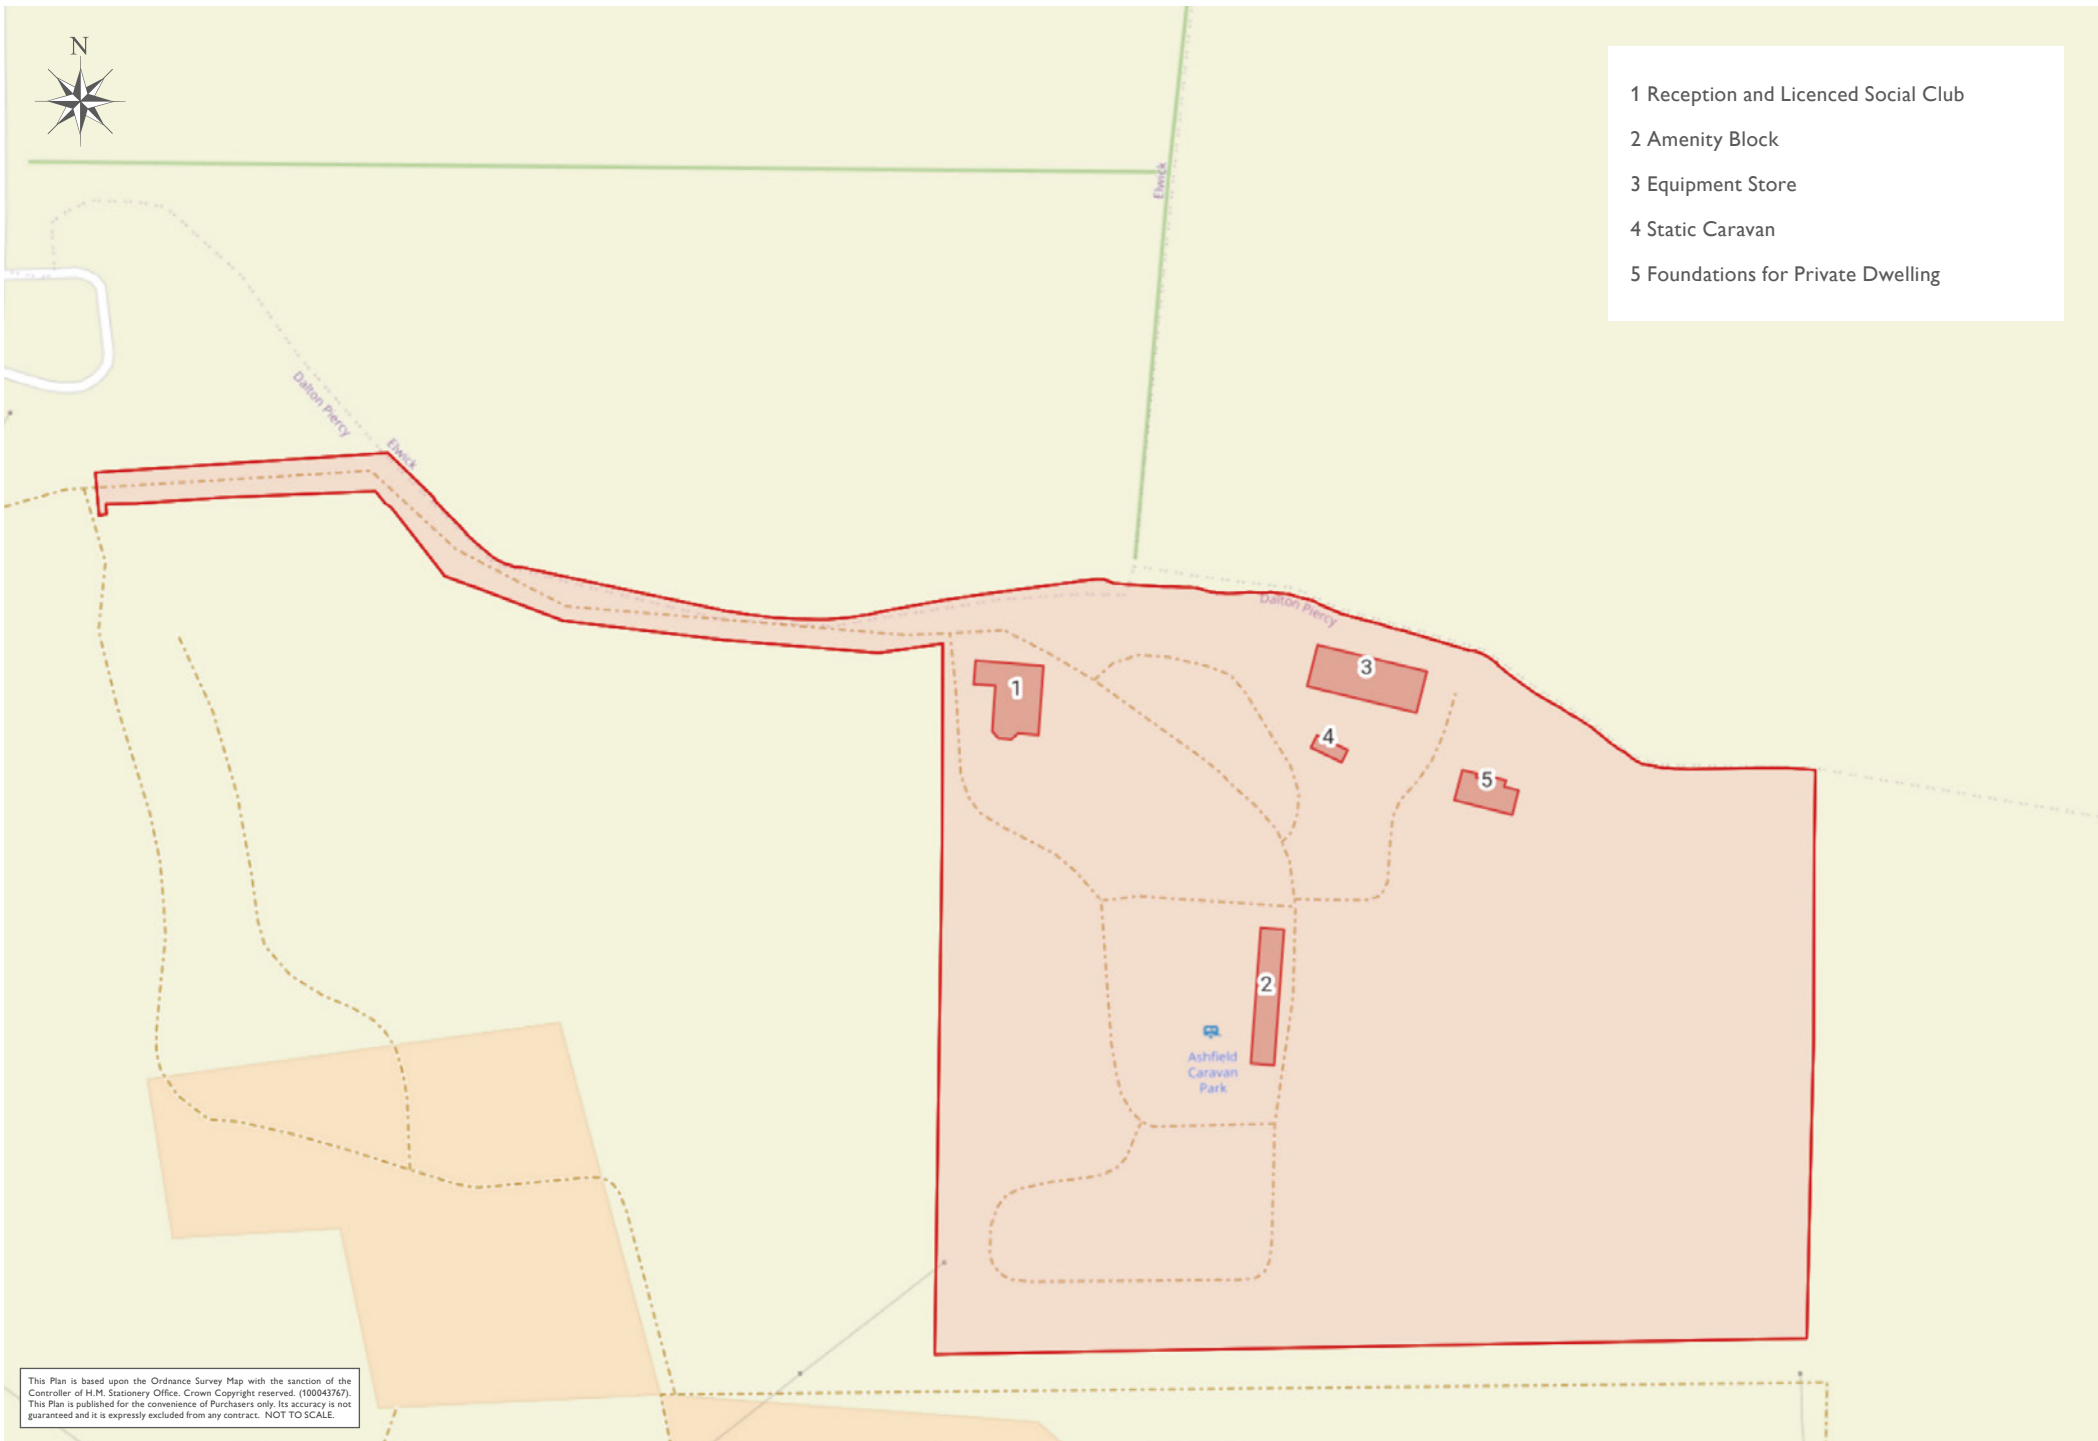 N
1 Reception and Licenced Social Club
2 Amenity Block
3 Equipment Store
4 Static Caravan
5 Foundations for Private Dwelling
Elwick
Dalton Piercy
Elwick
Dalton Piercy
1
3
4
5
2
Ashfield
Caravan
Park
This Plan is based upon the Ordnance Survey Map with the sanction of the
Controller of H.M. Stationery Office. Crown Copyright reserved. (100043767).
This Plan is published for the convenience of Purchasers only. Its accuracy is not
guaranteed and it is expressly excluded from any contract. NOT TO SCALE.